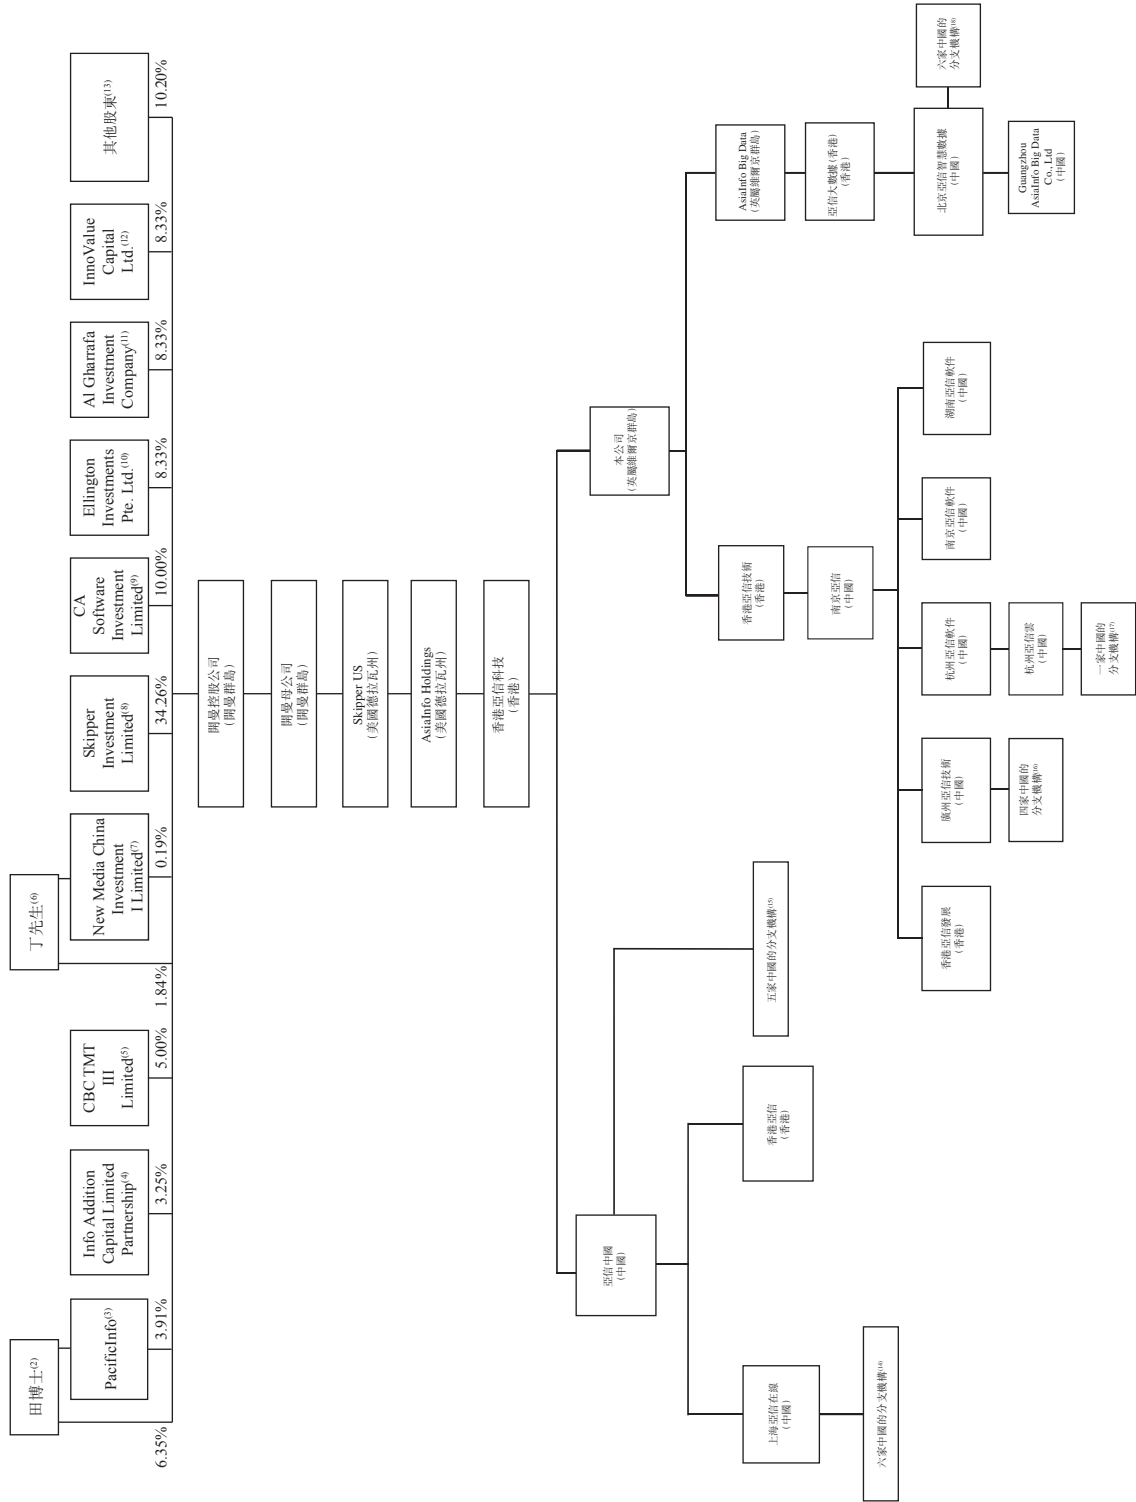 田博士(2)
PacificInfo(3)
Info Addition
Capital Limited
Partnership(4)
CBC TMT
III
Limited(5)
丁先生(6)
New Media China
Investment
I Limited(7)
Skipper
Investment
Limited(8)
CA
Software
Investment
Limited(9)
Ellington
Investments
Pte. Ltd.(10)
Al Gharrafa
Investment
Company(11)
InnoValue
Capital
Ltd.(12)
其他股東(13)
6.35%
3.91%
3.25%
5.00%
1.84%
0.19%
34.26%
10.00%
8.33%
8.33%
8.33%
10.20%
開曼控股公司
(開曼群島)
開曼母公司
(開曼群島)
Skipper US
(美國德拉瓦州)
AsiaInfo Holdings
(美國德拉瓦州)
香港亞信科技
(香港)
亞信中國
(中國)
本公司
(英屬維爾京群島)
上海亞信在線
(中國)
香港亞信
(香港)
五家中國的分支機構(15)
六家中國的分支機構(14)
香港亞信技術
(香港)
AsiaInfo Big Data
(英屬維爾京群島)
南京亞信
(中國)
亞信大數據(香港)
(香港)
香港亞信發展
(香港)
廣州亞信技術
(中國)
杭州亞信軟件
(中國)
南京亞信軟件
(中國)
湖南亞信軟件
(中國)
北京亞信智慧數據
(中國)
六家中國的
分支機構(18)
四家中國的
分支機構(16)
杭州亞信雲
(中國)
Guangzhou
AsiaInfo Big Data
Co., Ltd
(中國)
一家中國的
分支機構(17)